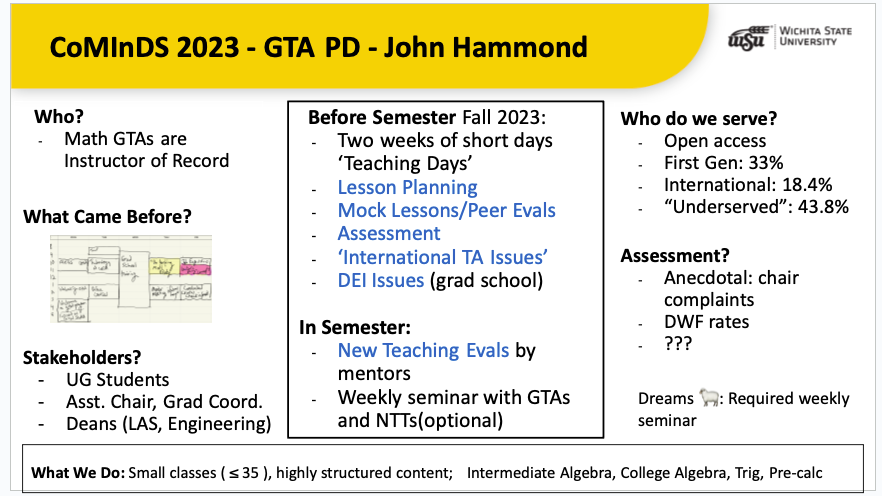 CoMInDS 2023 - GTA PD - John Hammond
WSU
WICHITA STATE
UNIVERSITY
Who?
- Math GTAs are
Instructor of Record
What Came Before?
Stakeholders?
- UG Students
- Asst. Chair, Grad Coord.
- Deans (LAS, Engineering)
Before Semester Fall 2023:
- Two weeks of short days
‘Teaching Days’
- Lesson Planning
- Mock Lessons/Peer Evals
- Assessment
- ‘International TA Issues’
- DEI Issues (grad school)
In Semester:
- New Teaching Evals by
mentors
- Weekly seminar with GTAs
and NTTs(optional)
Who do we serve?
- Open access
- First Gen: 33%
- International: 18.4%
- “Underserved”: 43.8%
Assessment?
- Anecdotal: chair
complaints
- DWF rates
- ???
Dreams 🐑: Required weekly
seminar
What We Do: Small classes ( ≤ 35 ), highly structured content; Intermediate Algebra, College Algebra, Trig, Pre-calc